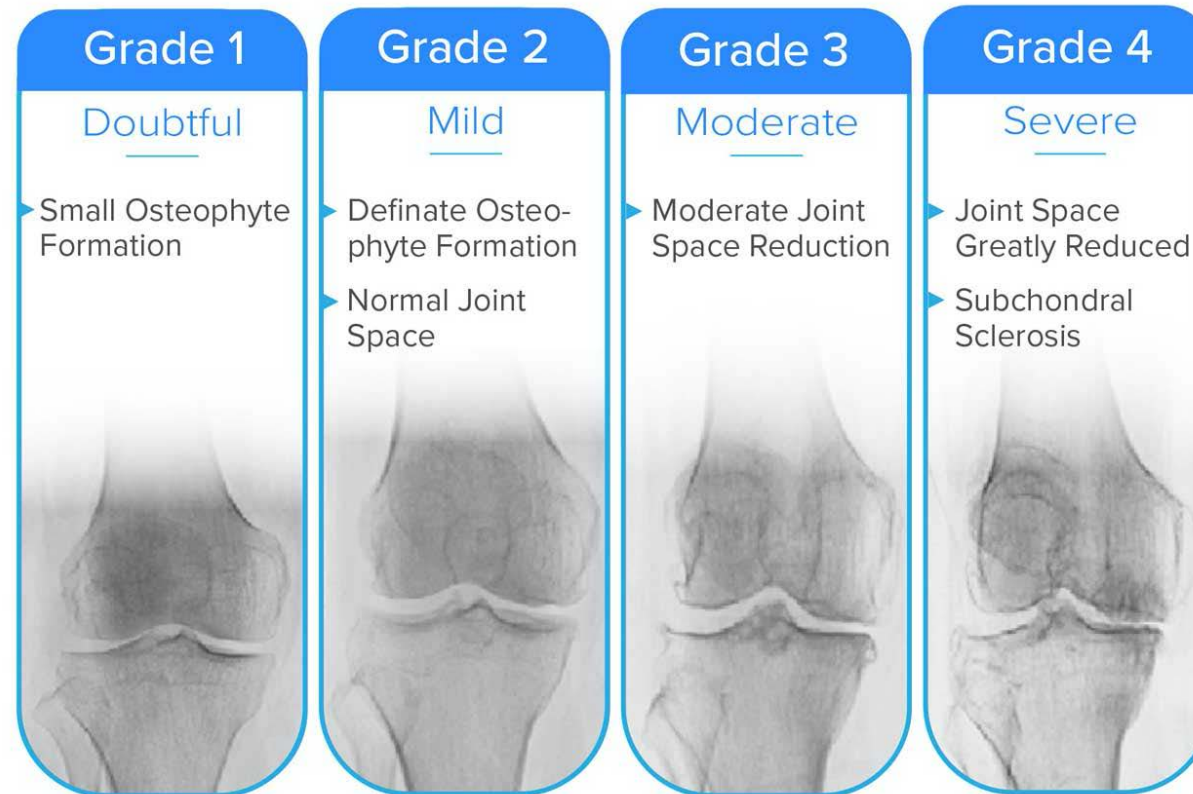 Grade 1
Doubtful
Small Osteophyte
Formation
Grade 2
Mild
Definate Osteo-
phyte Formation
Normal Joint
Space
Grade 3
Moderate
Moderate Joint
Space Reduction
Grade 4
Severe
Joint Space
Greatly Reduced
Subchondral
Sclerosis